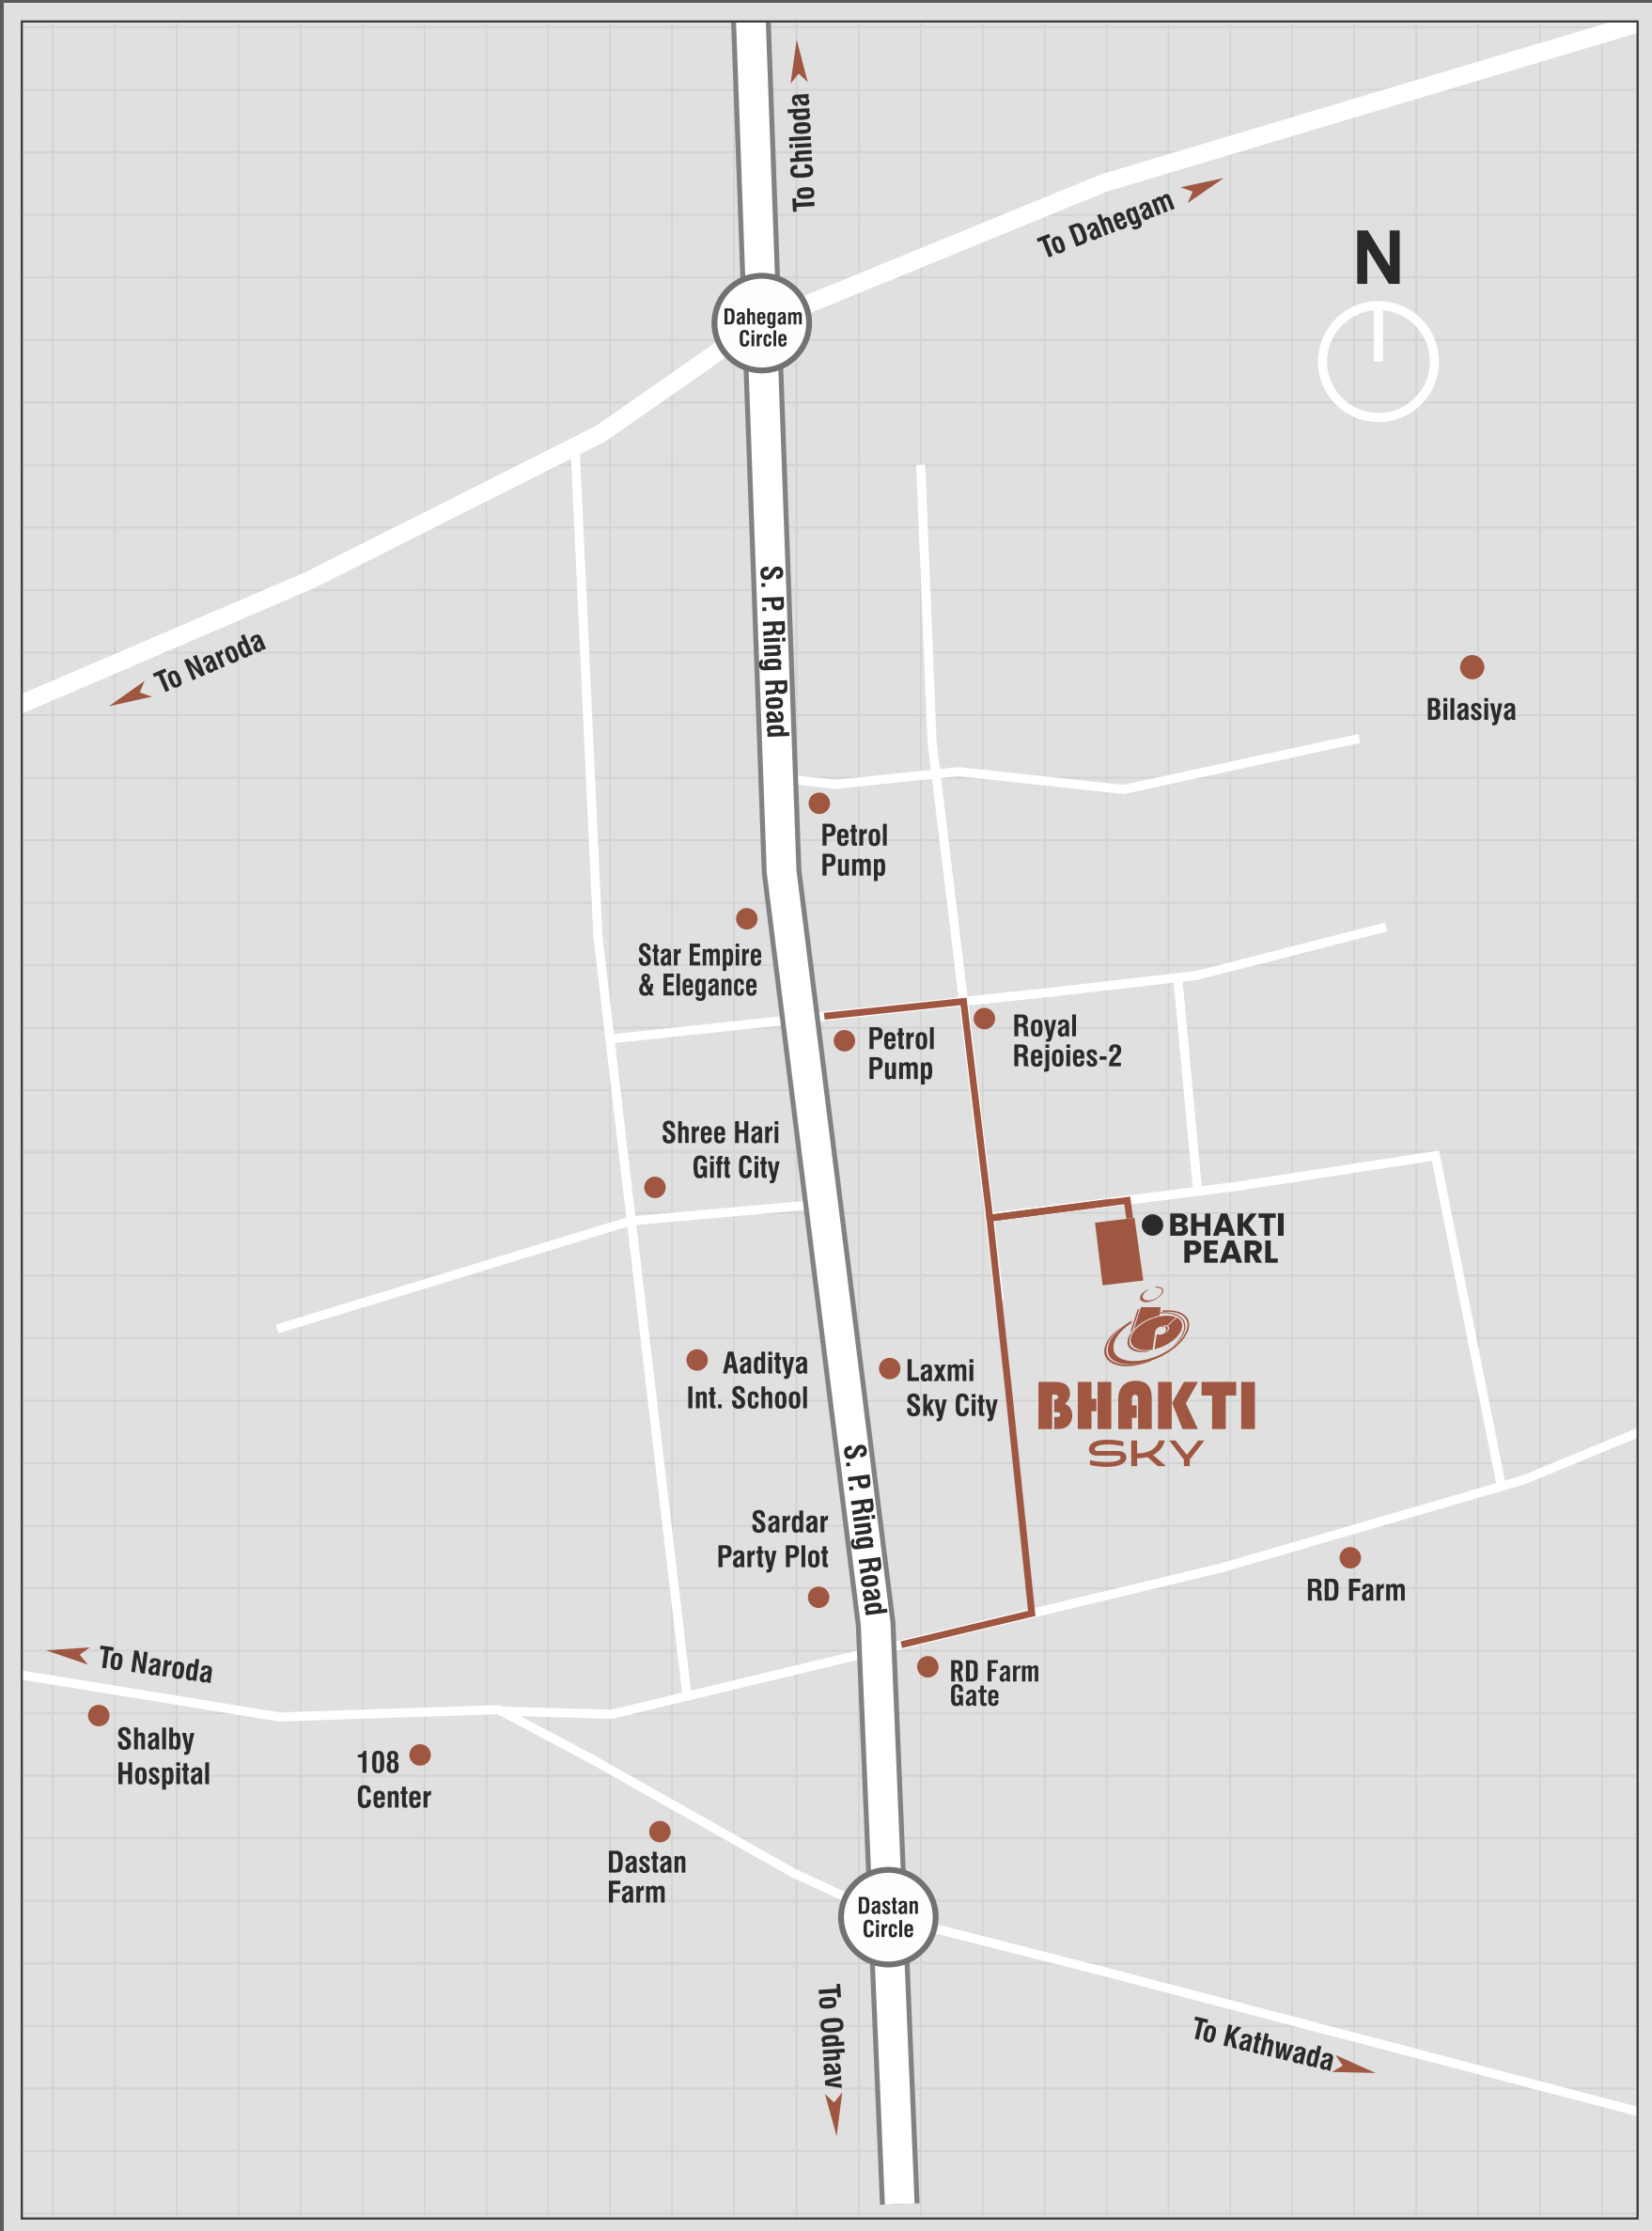 To Chiloda
To Dahegam
N
Dahegam
Circle
S. P. Ring Road
To Naroda
Bilasiya
Petrol
Pump
Star Empire
& Elegance
Petrol
Pump
Royal
Rejoies-2
Shree Hari
Gift City
BHAKTI
PEARL
Aaditya
Int. School
Laxmi
Sky City
BHAKTI
SKY
S. P. Ring Road
Sardar
Party Plot
RD Farm
To Naroda
RD Farm
Gate
Shalby
Hospital
108
Center
Dastan
Farm
Dastan
Circle
To Odhav
To Kathwada